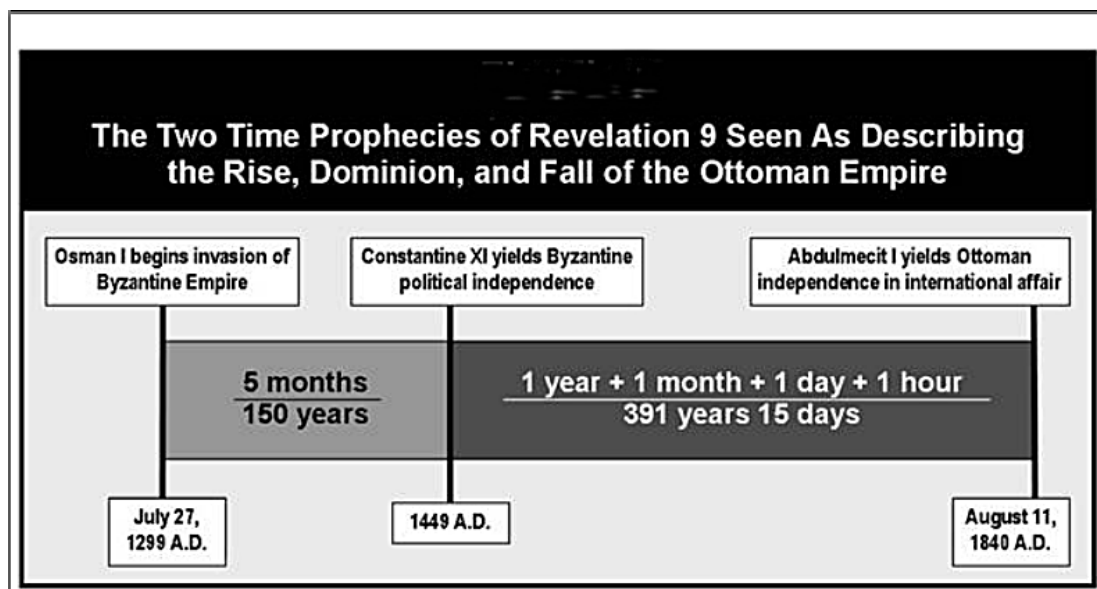 The Two Time Prophecies of Revelation 9 Seen As Describing
the Rise, Dominion, and Fall of the Ottoman Empire
Osman I begins invasion of
Byzantine Empire
Constantine XI yields Byzantine
political independence
Abdulmecit I yields Ottoman
independence in international affair
5 months
150 years
1 year + 1 month + 1 day + 1 hour
391 years 15 days
July 27,
1299 A.D.
1449 A.D.
August 11,
1840 A.D.